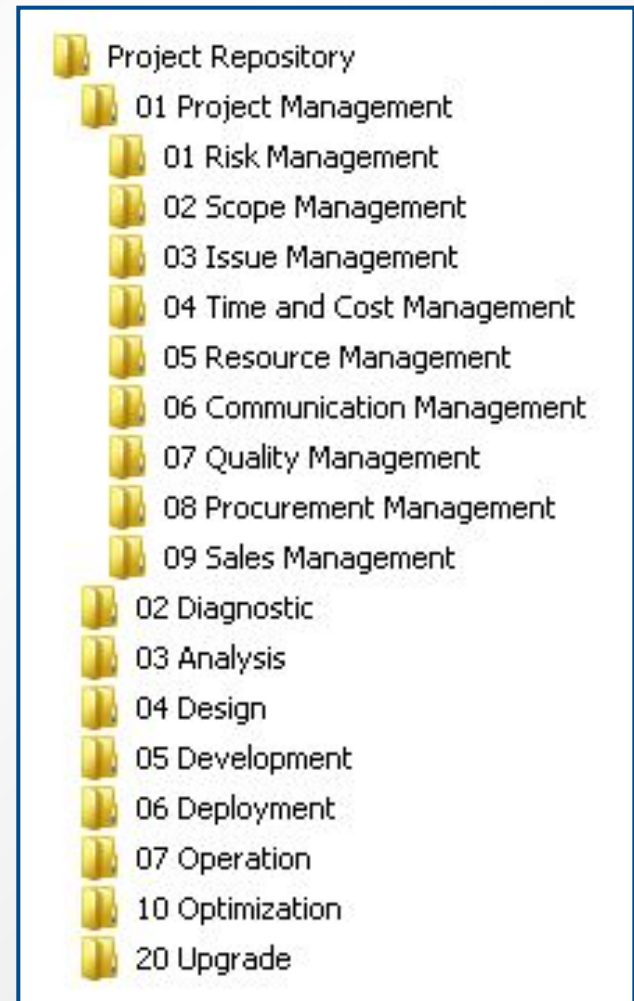 Project Repository
01 Project Management
01 Risk Management
02 Scope Management
03 Issue Management
04 Time and Cost Management
05 Resource Management
06 Communication Management
07 Quality Management
08 Procurement Management
09 Sales Management
02 Diagnostic
03 Analysis
04 Design
05 Development
06 Deployment
07 Operation
10 Optimization
20 Upgrade